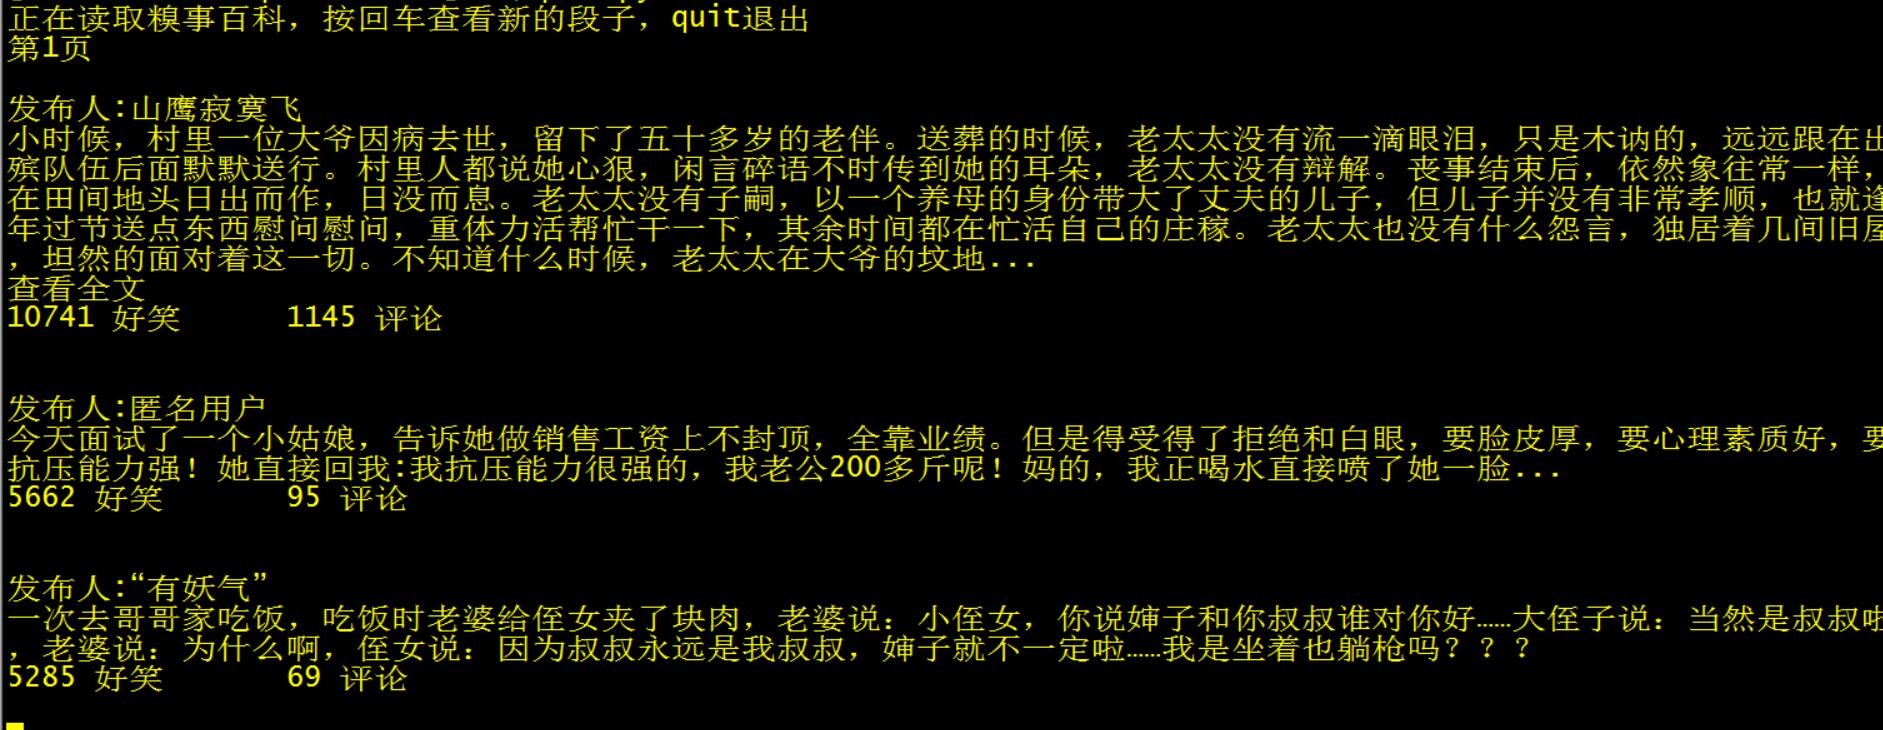 正在读取糗事百科，按回车查看新的段子，quit退出
第1页
发布人:山鹰寂寞飞
小时候，村里一位大爷因病去世，留下了五十多岁的老伴。送葬的时候，老太太没有流一滴眼泪，只是木讷的，远远跟在出
殡队伍后面默默送行。村里人都说她心狠，闲言碎语不时传到她的耳朵，老太太没有辩解。丧事结束后，依然象往常一样，
在田间地头日出而作，日没而息。老太太没有子嗣，以一个养母的身份带大了丈夫的儿子，但儿子并没有非常孝顺，也就逢
年过节送点东西慰问慰问，重体力活帮忙干一下，其余时间都在忙活自己的庄稼。老太太也没有什么怨言，独居着几间旧屋
，坦然的面对着这一切。不知道什么时候，老太太在大爷的坟地...
查看全文
10741 好笑 1145 评论
发布人:匿名用户
今天面试了一个小姑娘，告诉她做销售工资上不封顶，全靠业绩。但是得受得了拒绝和白眼，要脸皮厚，要心理素质好，要
抗压能力强！她直接回我:我抗压能力很强的，我老公200多斤呢！妈的，我正喝水直接喷了她一脸...
5662 好笑 95 评论
发布人:“有妖气”
一次去哥哥家吃饭，吃饭时老婆给侄女夹了块肉，老婆说：小侄女，你说婶子和你叔叔谁对你好……大侄子说：当然是叔叔啦
，老婆说：为什么啊，侄女说：因为叔叔永远是我叔叔，婶子就不一定啦……我是坐着也躺枪吗？？？
5285 好笑 69 评论